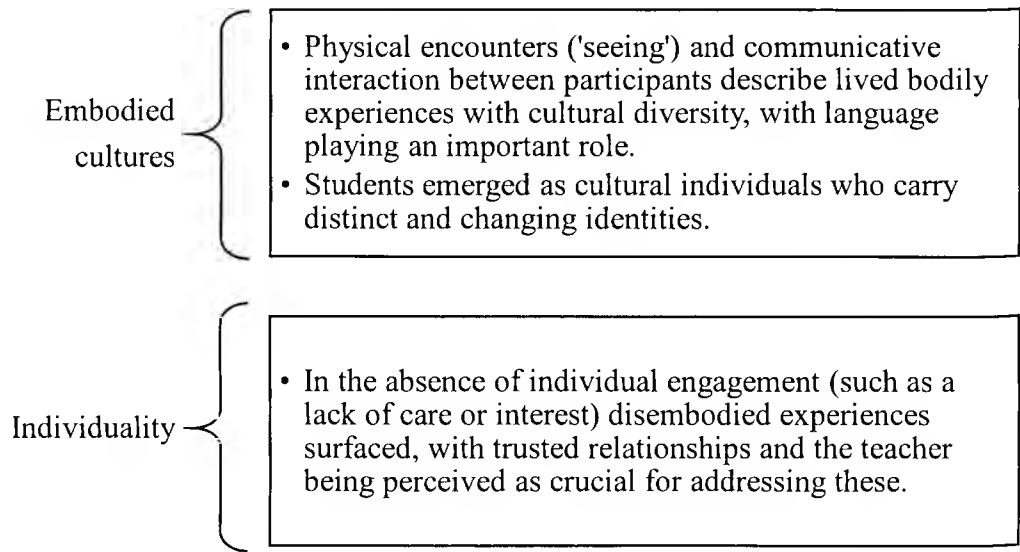 Embodied
cultures
• Physical encounters ('seeing') and communicative
interaction between participants describe lived bodily
experiences with cultural diversity, with language
playing an important role.
• Students emerged as cultural individuals who carry
distinct and changing identities.
Individuality
• In the absence of individual engagement (such as a
lack of care or interest) disembodied experiences
surfaced, with trusted relationships and the teacher
being perceived as crucial for addressing these.